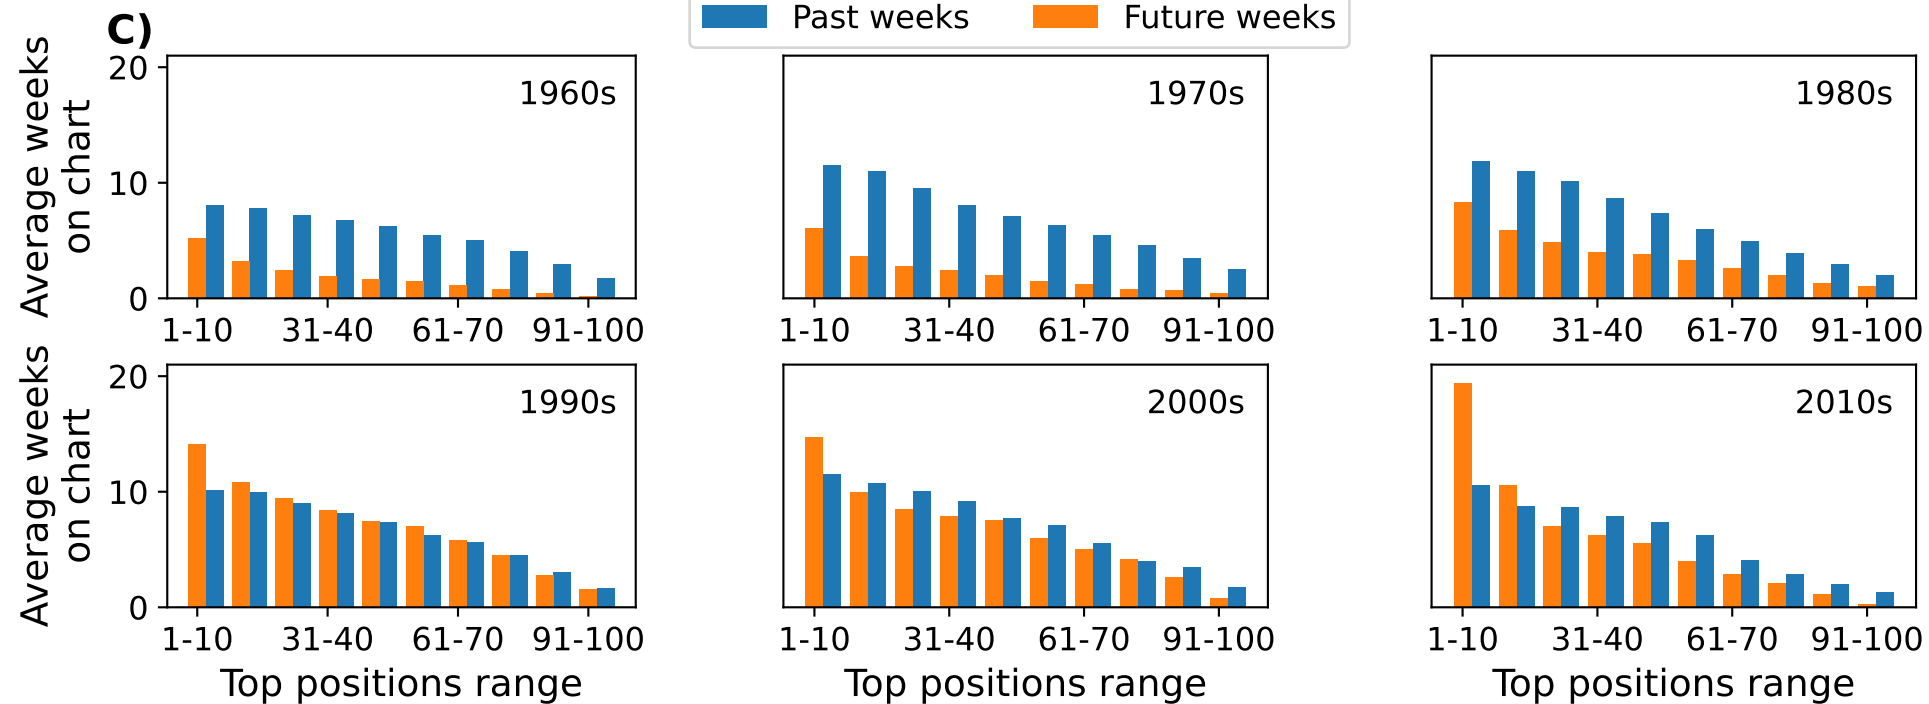 C)
Past weeks
Future weeks
Average weeks
on chart
20
10
0
1960s
1-10
31-40
61-70
91-100
1970s
1-10
31-40
61-70
91-100
1980s
1-10
31-40
61-70
91-100
Average weeks
on chart
20
10
0
1990s
1-10
31-40
61-70
91-100
Top positions range
2000s
1-10
31-40
61-70
91-100
Top positions range
2010s
1-10
31-40
61-70
91-100
Top positions range